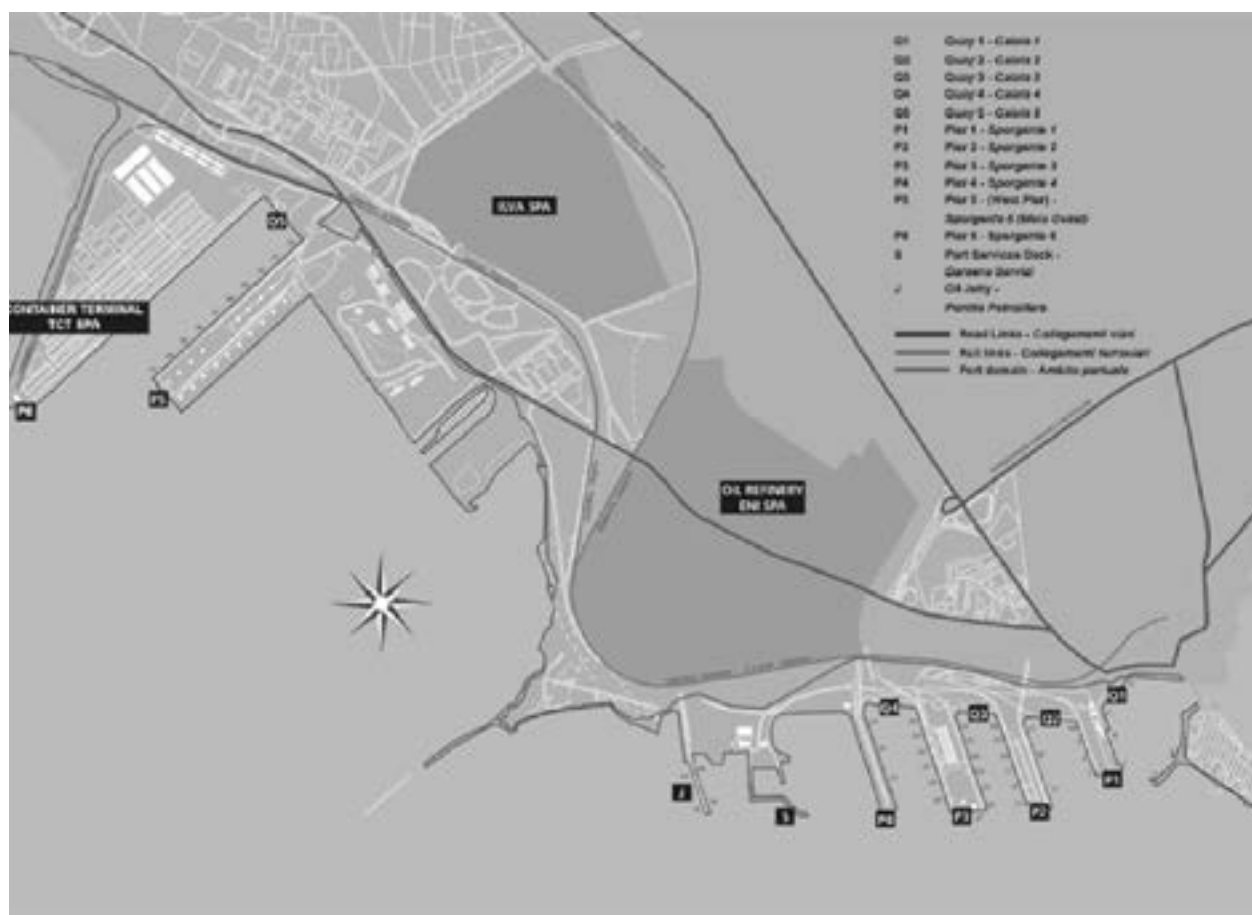 Q1 Quay 1 - Calata 1
Q2 Quay 2 - Calata 2
Q3 Quay 3 - Calata 3
Q4 Quay 4 - Calata 4
Q5 Quay 5 - Calata 5
P1 Pier 1 - Sporgente 1
P2 Pier 2 - Sporgente 2
P3 Pier 3 - Sporgente 3
P4 Pier 4 - Sporgente 4
P5 Pier 5 - (West Pier) -
Sporgente 5 (Molo Ovest)
P6 Pier 6 - Sporgente 6
S Port Services Dock -
Darsena Servizi
J Oil Jetty -
Pontile Petrolifero
Road Links - Collegamenti viari
Rail links - Collegamenti ferroviari
Port domain - Ambito portuale
ILVA SPA
Q5
CONTAINER TERMINAL
TCT SPA
P6
P5
OIL REFINERY
ENI SPA
Q4
Q3
Q2
Q1
J
S
P4
P3
P2
P1